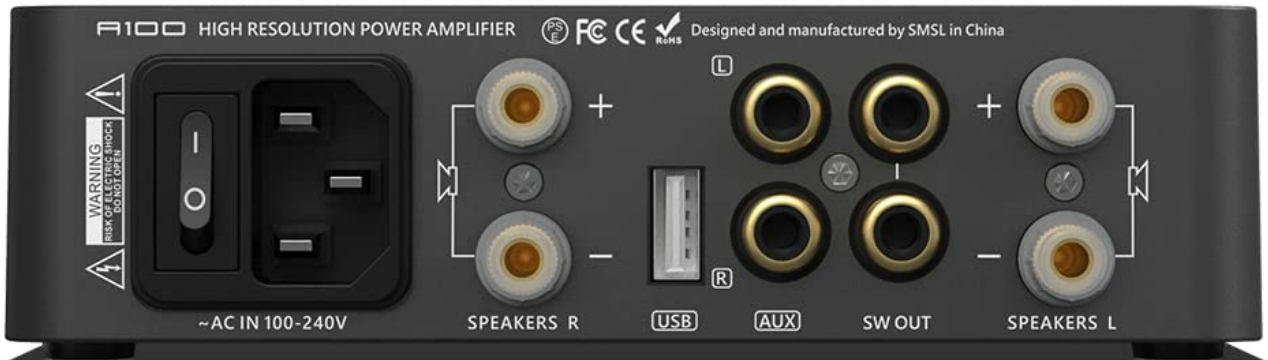 A100 HIGH RESOLUTION POWER AMPLIFIER PSE FC CE RoHS Designed and manufactured by SMSL in China
WARNING
RISK OF ELECTRIC SHOCK
DO NOT OPEN
I
O
+
−
L
R
+
−
~AC IN 100-240V
SPEAKERS R
USB
AUX
SW OUT
SPEAKERS L